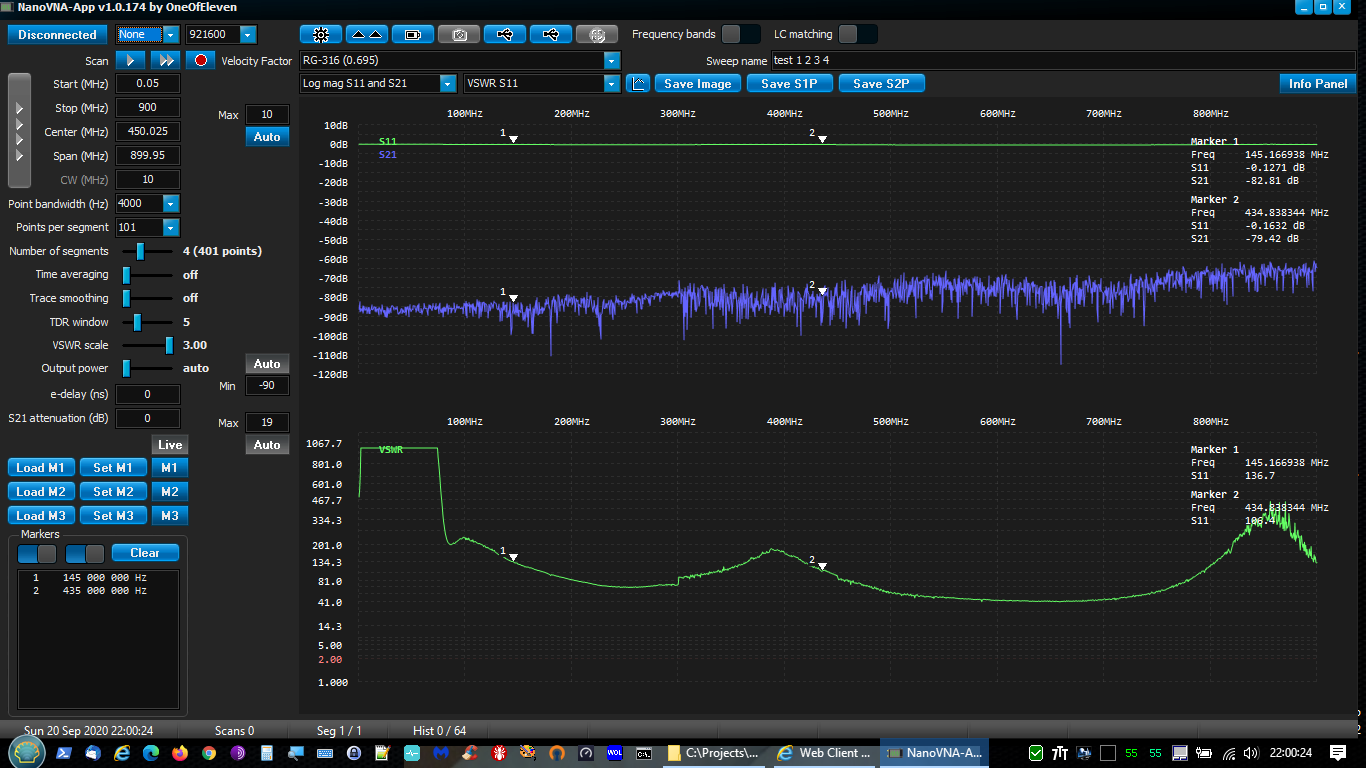 NanoVNA-App v1.0.174 by OneOfEleven
Disconnected None 921600 Frequency bands LC matching
Scan Velocity Factor RG-316 (0.695) Sweep name test 1 2 3 4
Start (MHz) 0.05 Log mag S11 and S21 VSWR S11 Save Image Save S1P Save S2P Info Panel
Stop (MHz) 900
Max 10
Center (MHz) 450.025
Auto
Span (MHz) 899.95
CW (MHz) 10
Point bandwidth (Hz) 4000
Points per segment 101
Number of segments 4 (401 points)
Time averaging off
Trace smoothing off
TDR window 5
VSWR scale 3.00
Output power auto
Auto
Min -90
e-delay (ns) 0
S21 attenuation (dB) 0
Max 19
Live Auto
Load M1 Set M1 M1
Load M2 Set M2 M2
Load M3 Set M3 M3
Markers
Clear
1 145 000 000 Hz
2 435 000 000 Hz
100MHz 200MHz 300MHz 400MHz 500MHz 600MHz 700MHz 800MHz
10dB
0dB
-10dB
-20dB
-30dB
-40dB
-50dB
-60dB
-70dB
-80dB
-90dB
-100dB
-110dB
-120dB
S11
S21
1 2
1 2
Marker 1
Freq 145.166938 MHz
S11 -0.1271 dB
S21 -82.81 dB
Marker 2
Freq 434.838344 MHz
S11 -0.1632 dB
S21 -79.42 dB
100MHz 200MHz 300MHz 400MHz 500MHz 600MHz 700MHz 800MHz
1067.7
801.0
601.0
467.7
334.3
201.0
134.3
81.0
41.0
14.3
5.00
2.00
1.000
VSWR
1 2
Marker 1
Freq 145.166938 MHz
S11 136.7
Marker 2
Freq 434.838344 MHz
S11
Sun 20 Sep 2020 22:00:24 Scans 0 Seg 1 / 1 Hist 0 / 64
WOL C:\Projects\... Web Client ... NanoVNA-A... 55 55 22:00:24